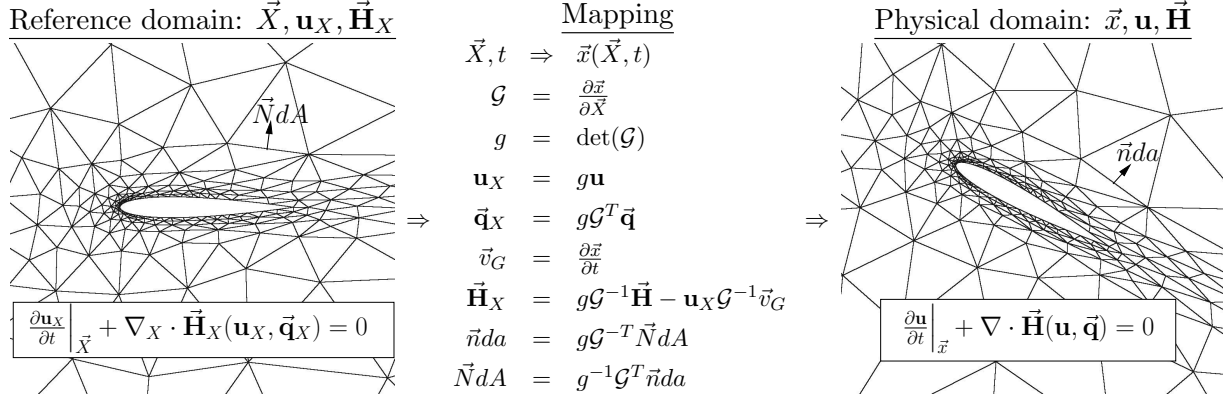 Reference domain: $\vec{X}, \mathbf{u}_X, \vec{\mathbf{H}}_X$
$\vec{N}dA$
$\left.\frac{\partial \mathbf{u}_X}{\partial t}\right|_{\vec{X}} + \nabla_X \cdot \vec{\mathbf{H}}_X(\mathbf{u}_X, \vec{\mathbf{q}}_X) = 0$
⇒
Mapping
$\vec{X}, t \Rightarrow \vec{x}(\vec{X}, t)$
$\mathcal{G} = \frac{\partial \vec{x}}{\partial \vec{X}}$
$g = \det(\mathcal{G})$
$\mathbf{u}_X = g\mathbf{u}$
$\vec{\mathbf{q}}_X = g\mathcal{G}^T\vec{\mathbf{q}}$
$\vec{v}_G = \frac{\partial \vec{x}}{\partial t}$
$\vec{\mathbf{H}}_X = g\mathcal{G}^{-1}\vec{\mathbf{H}} - \mathbf{u}_X\mathcal{G}^{-1}\vec{v}_G$
$\vec{n}da = g\mathcal{G}^{-T}\vec{N}dA$
$\vec{N}dA = g^{-1}\mathcal{G}^T\vec{n}da$
⇒
Physical domain: $\vec{x}, \mathbf{u}, \vec{\mathbf{H}}$
$\vec{n}da$
$\left.\frac{\partial \mathbf{u}}{\partial t}\right|_{\vec{x}} + \nabla \cdot \vec{\mathbf{H}}(\mathbf{u}, \vec{\mathbf{q}}) = 0$